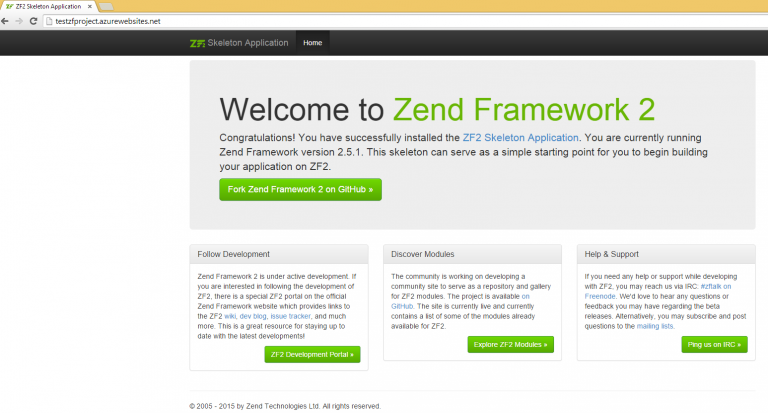 ZF2 Skeleton Application
testzfproject.azurewebsites.net
ZF2 Skeleton Application Home
Welcome to Zend Framework 2
Congratulations! You have successfully installed the ZF2 Skeleton Application. You are currently running
Zend Framework version 2.5.1. This skeleton can serve as a simple starting point for you to begin building
your application on ZF2.
Fork Zend Framework 2 on GitHub »
Follow Development
Zend Framework 2 is under active development. If
you are interested in following the development of
ZF2, there is a special ZF2 portal on the official
Zend Framework website which provides links to
the ZF2 wiki, dev blog, issue tracker, and much
more. This is a great resource for staying up to
date with the latest developments!
ZF2 Development Portal »
Discover Modules
The community is working on developing a
community site to serve as a repository and gallery
for ZF2 modules. The project is available on
GitHub. The site is currently live and currently
contains a list of some of the modules already
available for ZF2.
Explore ZF2 Modules »
Help & Support
If you need any help or support while developing
with ZF2, you may reach us via IRC: #zftalk on
Freenode. We'd love to hear any questions or
feedback you may have regarding the beta
releases. Alternatively, you may subscribe and post
questions to the mailing lists.
Ping us on IRC »
© 2005 - 2015 by Zend Technologies Ltd. All rights reserved.